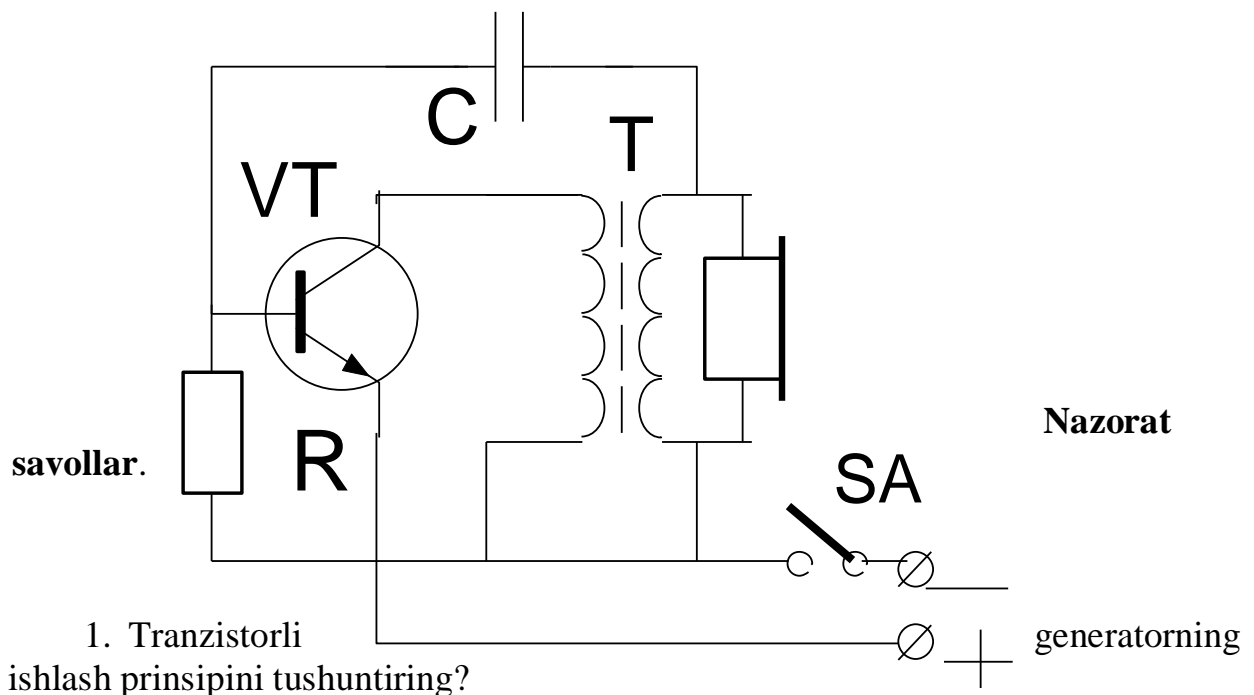 C
T
VT
Nazorat
savollar.
R
SA
1. Tranzistorli generatorning
ishlash prinsipini tushuntiring?